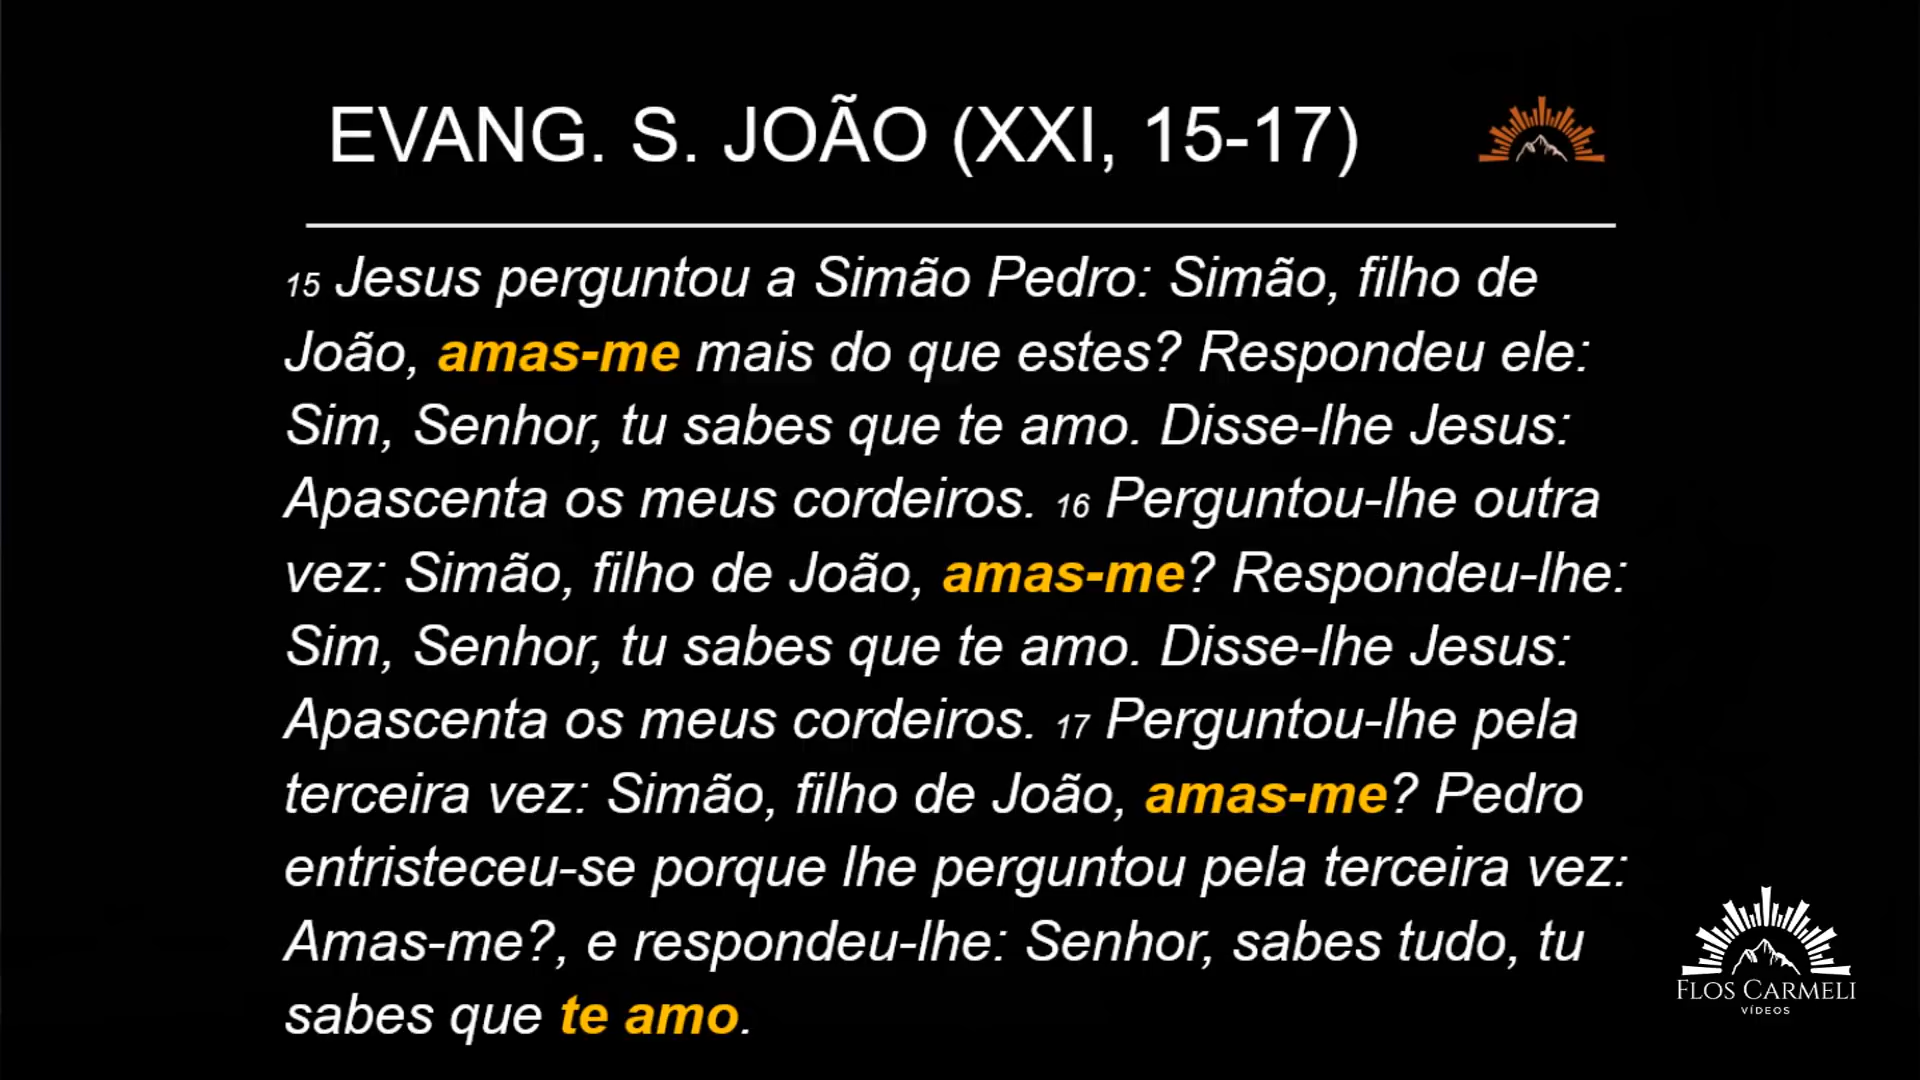 EVANG. S. JOÃO (XXI, 15-17)
15 Jesus perguntou a Simão Pedro: Simão, filho de
João, amas-me mais do que estes? Respondeu ele:
Sim, Senhor, tu sabes que te amo. Disse-lhe Jesus:
Apascenta os meus cordeiros. 16 Perguntou-lhe outra
vez: Simão, filho de João, amas-me? Respondeu-lhe:
Sim, Senhor, tu sabes que te amo. Disse-lhe Jesus:
Apascenta os meus cordeiros. 17 Perguntou-lhe pela
terceira vez: Simão, filho de João, amas-me? Pedro
entristeceu-se porque lhe perguntou pela terceira vez:
Amas-me?, e respondeu-lhe: Senhor, sabes tudo, tu
sabes que te amo.
FLOS CARMELI
VÍDEOS